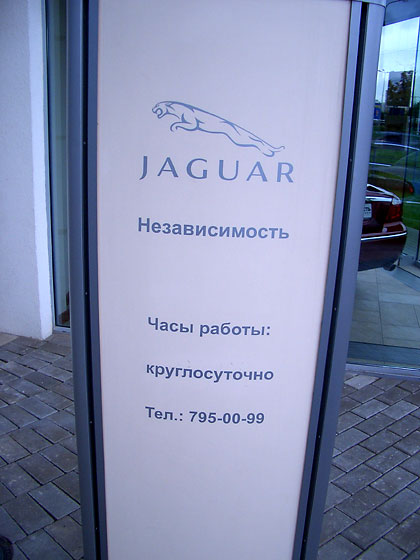 JAGUAR
Независимость
Часы работы:
круглосуточно
Тел.: 795-00-99